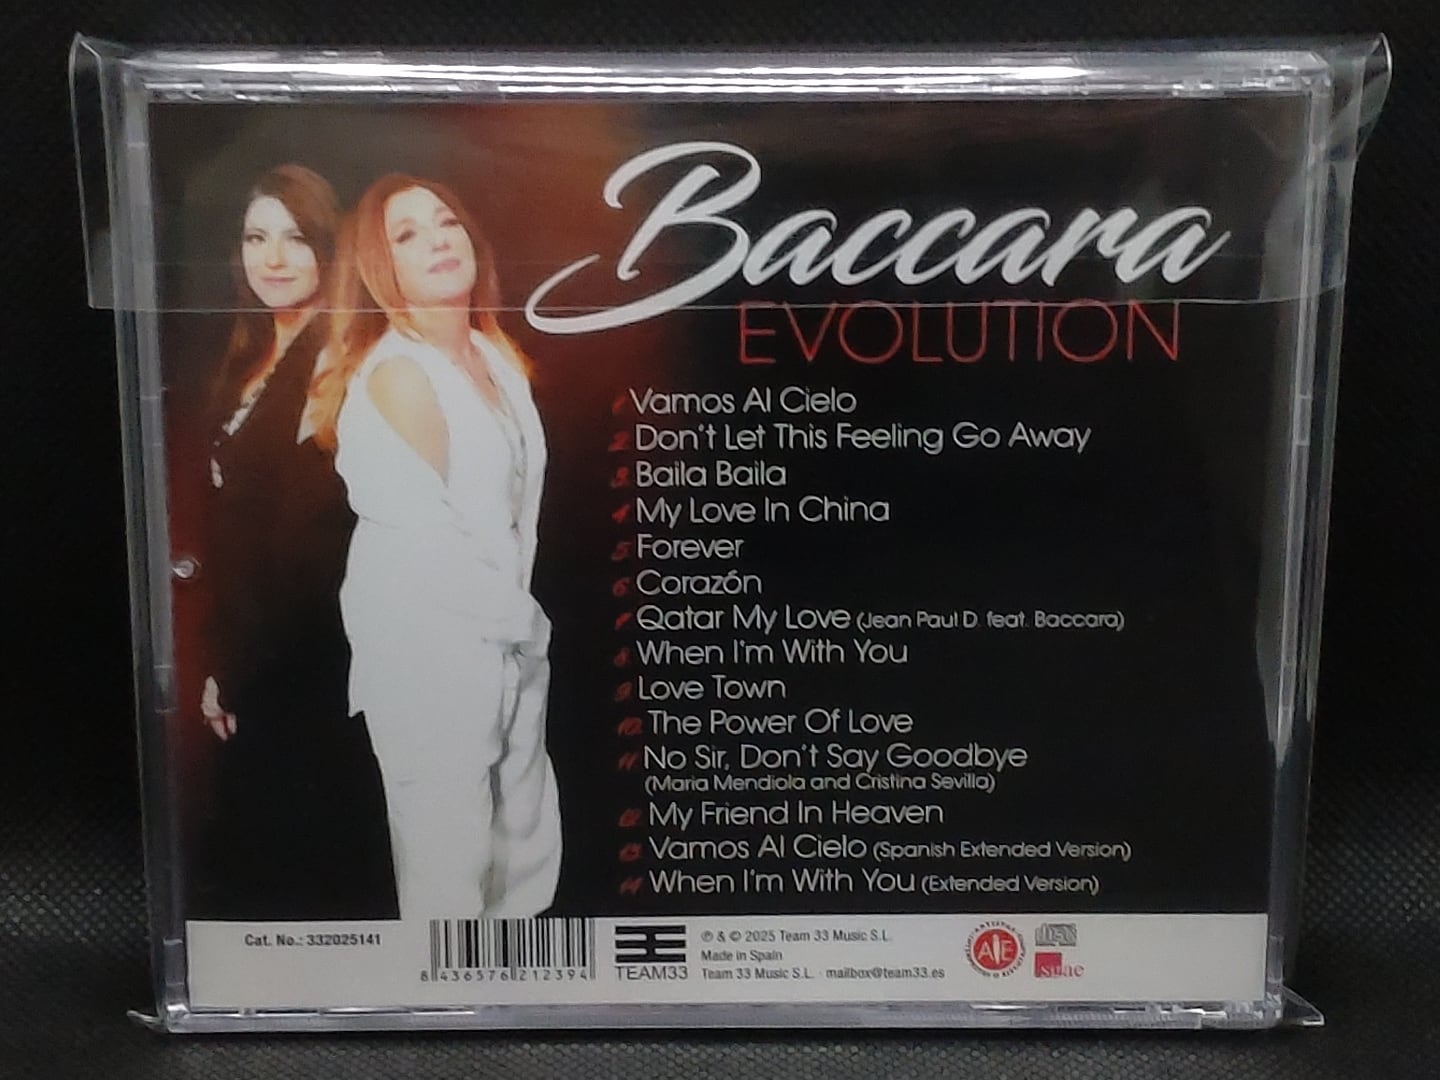 Baccara
EVOLUTION
1. Vamos Al Cielo
2. Don't Let This Feeling Go Away
3. Baila Baila
4. My Love In China
5. Forever
6. Corazón
7. Qatar My Love (Jean Paul D. feat. Baccara)
8. When I'm With You
9. Love Town
10. The Power Of Love
11. No Sir, Don't Say Goodbye
(Maria Mendiola and Cristina Sevilla)
12. My Friend In Heaven
13. Vamos Al Cielo (Spanish Extended Version)
14. When I'm With You (Extended Version)
Cat. No.: 332025141
8 436576 212394
TEAM33
℗ & © 2025 Team 33 Music S.L.
Made in Spain
Team 33 Music S.L. · mailbox@team33.es
AIE
sgae